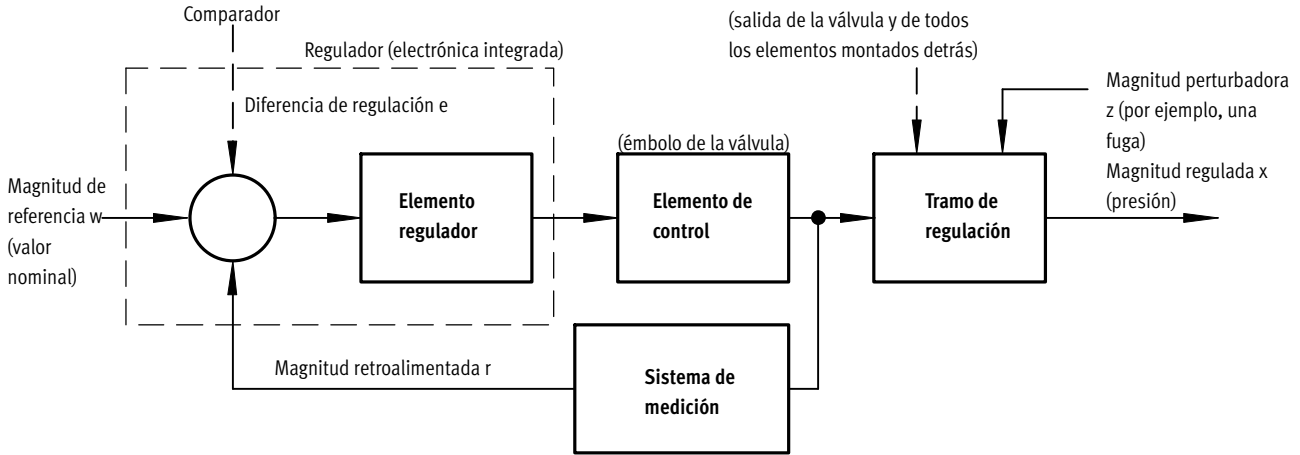 Comparador
Regulador (electrónica integrada)
Diferencia de regulación e
(salida de la válvula y de todos
los elementos montados detrás)
Magnitud perturbadora
z (por ejemplo, una
fuga)
Magnitud regulada x
(presión)
(émbolo de la válvula)
Magnitud de
referencia w
(valor
nominal)
Elemento
regulador
Elemento de
control
Tramo de
regulación
Magnitud retroalimentada r
Sistema de
medición